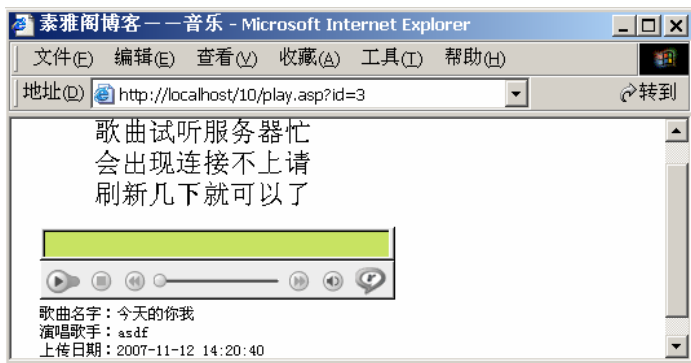 素雅阁博客－－音乐 - Microsoft Internet Explorer
文件(F) 编辑(E) 查看(V) 收藏(A) 工具(T) 帮助(H)
地址(D) http://localhost/10/play.asp?id=3 转到
歌曲试听服务器忙
会出现连接不上请
刷新几下就可以了
歌曲名字：今天的你我
演唱歌手：asdf
上传日期：2007-11-12 14:20:40